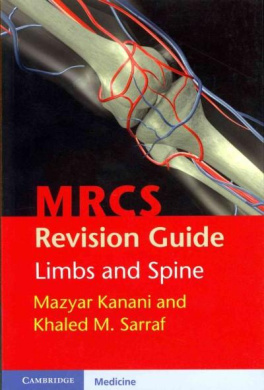 MRCS
Revision Guide
Limbs and Spine
Mazyar Kanani and
Khaled M. Sarraf
CAMBRIDGE
Medicine